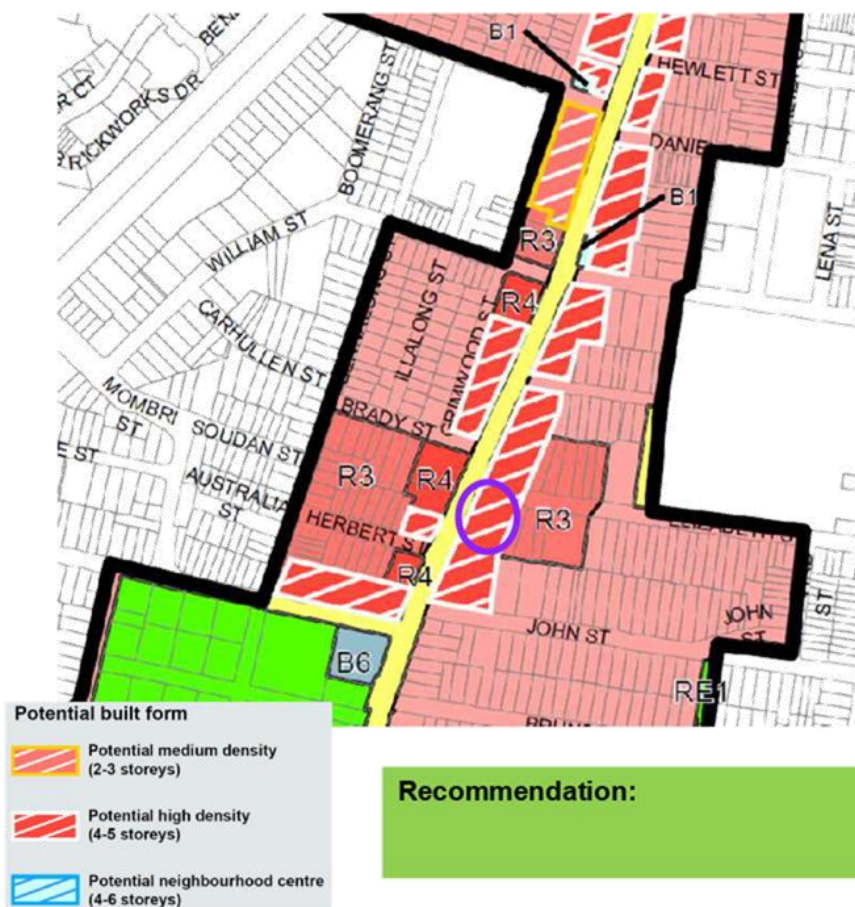 B1
HEWLETT ST
BOOMERANG ST
DANIE
B1
LENA ST
WILLIAM ST
R3
R4
ILLALONG ST
GRIMWOOD ST
CARHULLEN ST
MOMBRI
ST
SOUDAN ST
BRADY ST
E ST
AUSTRALIA
ST
R3
R4
R3
HERBERT S
R4
JOHN ST
JOHN
ST
ST
B6
RE1
Potential built form
Potential medium density
(2-3 storeys)
Potential high density
(4-5 storeys)
Potential neighbourhood centre
(4-6 storeys)
Recommendation: